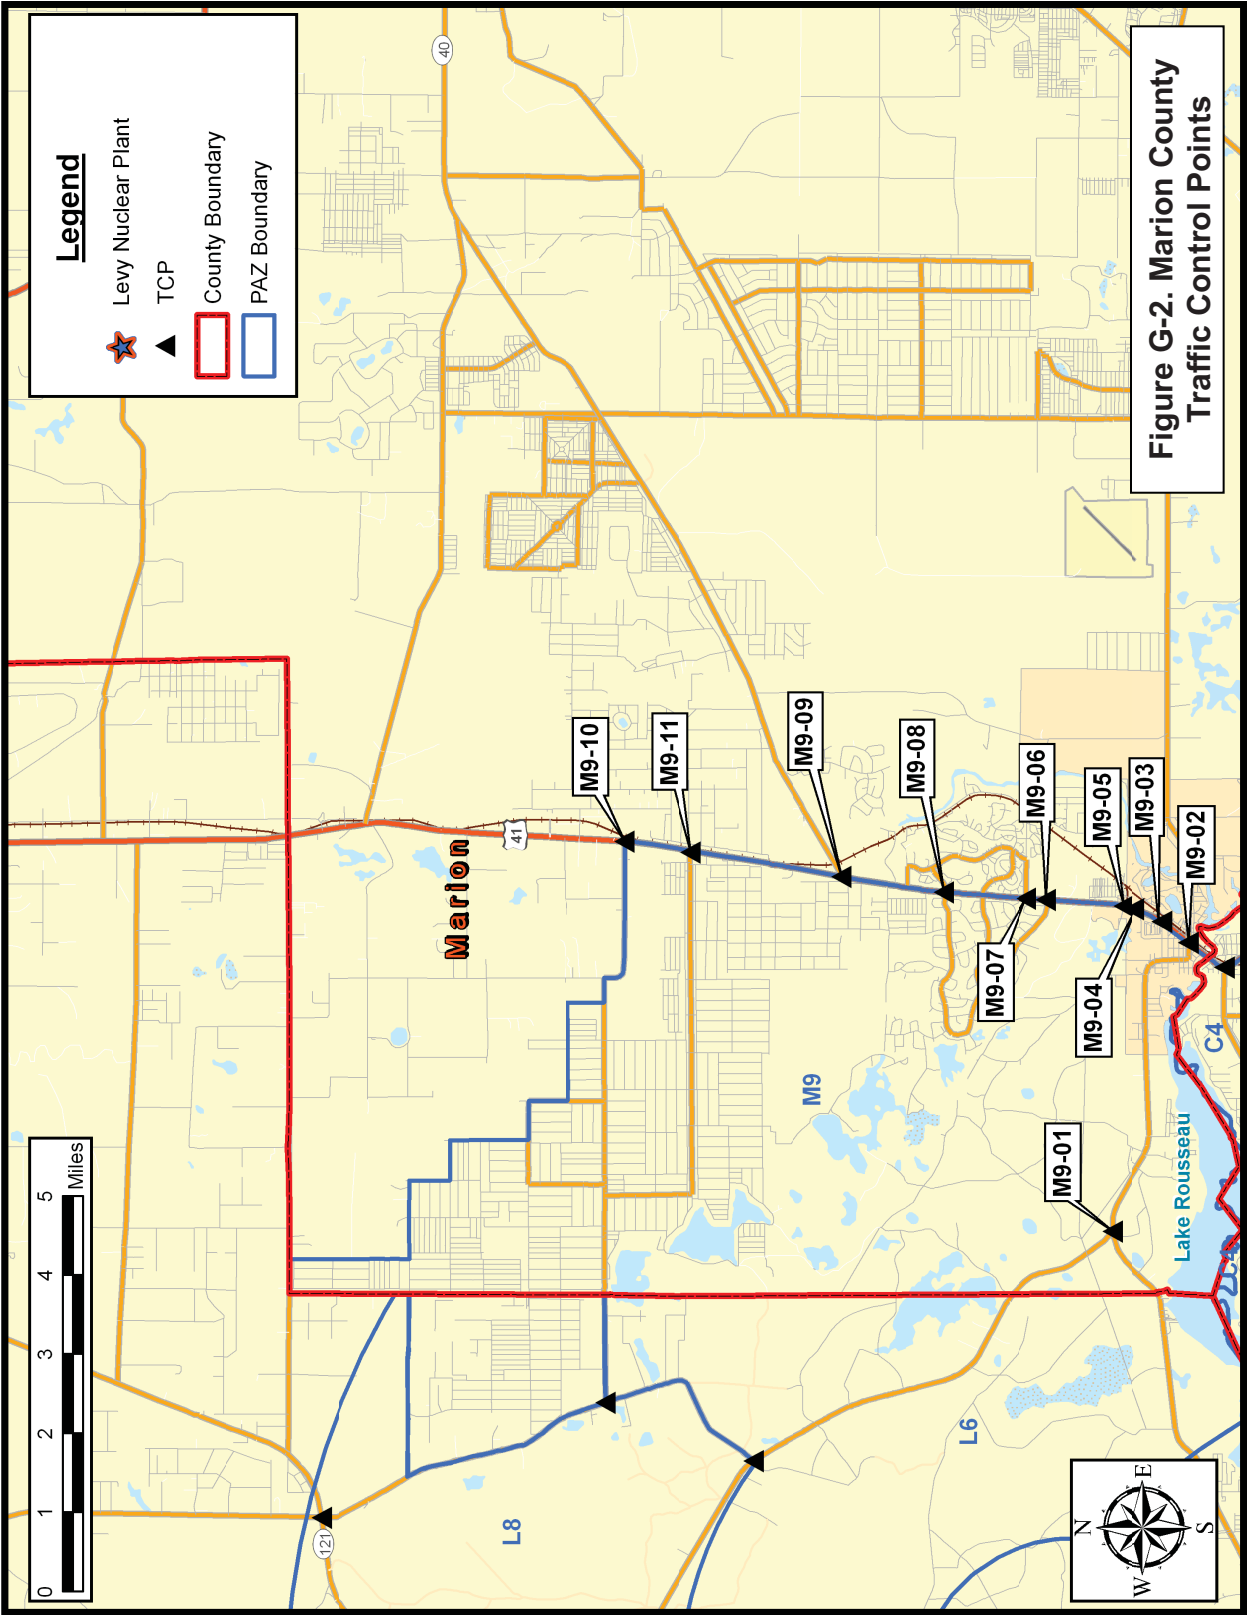 Legend
Levy Nuclear Plant
TCP
County Boundary
PAZ Boundary
0 1 2 3 4 5
Miles
40
41
121
Marion
M9-10
M9-11
M9-09
M9-08
M9-07
M9-06
M9-05
M9-04
M9-03
M9-02
M9-01
M9
L8
L6
C4
C4
Lake Rousseau
N
W
E
S
Figure G-2. Marion County
Traffic Control Points